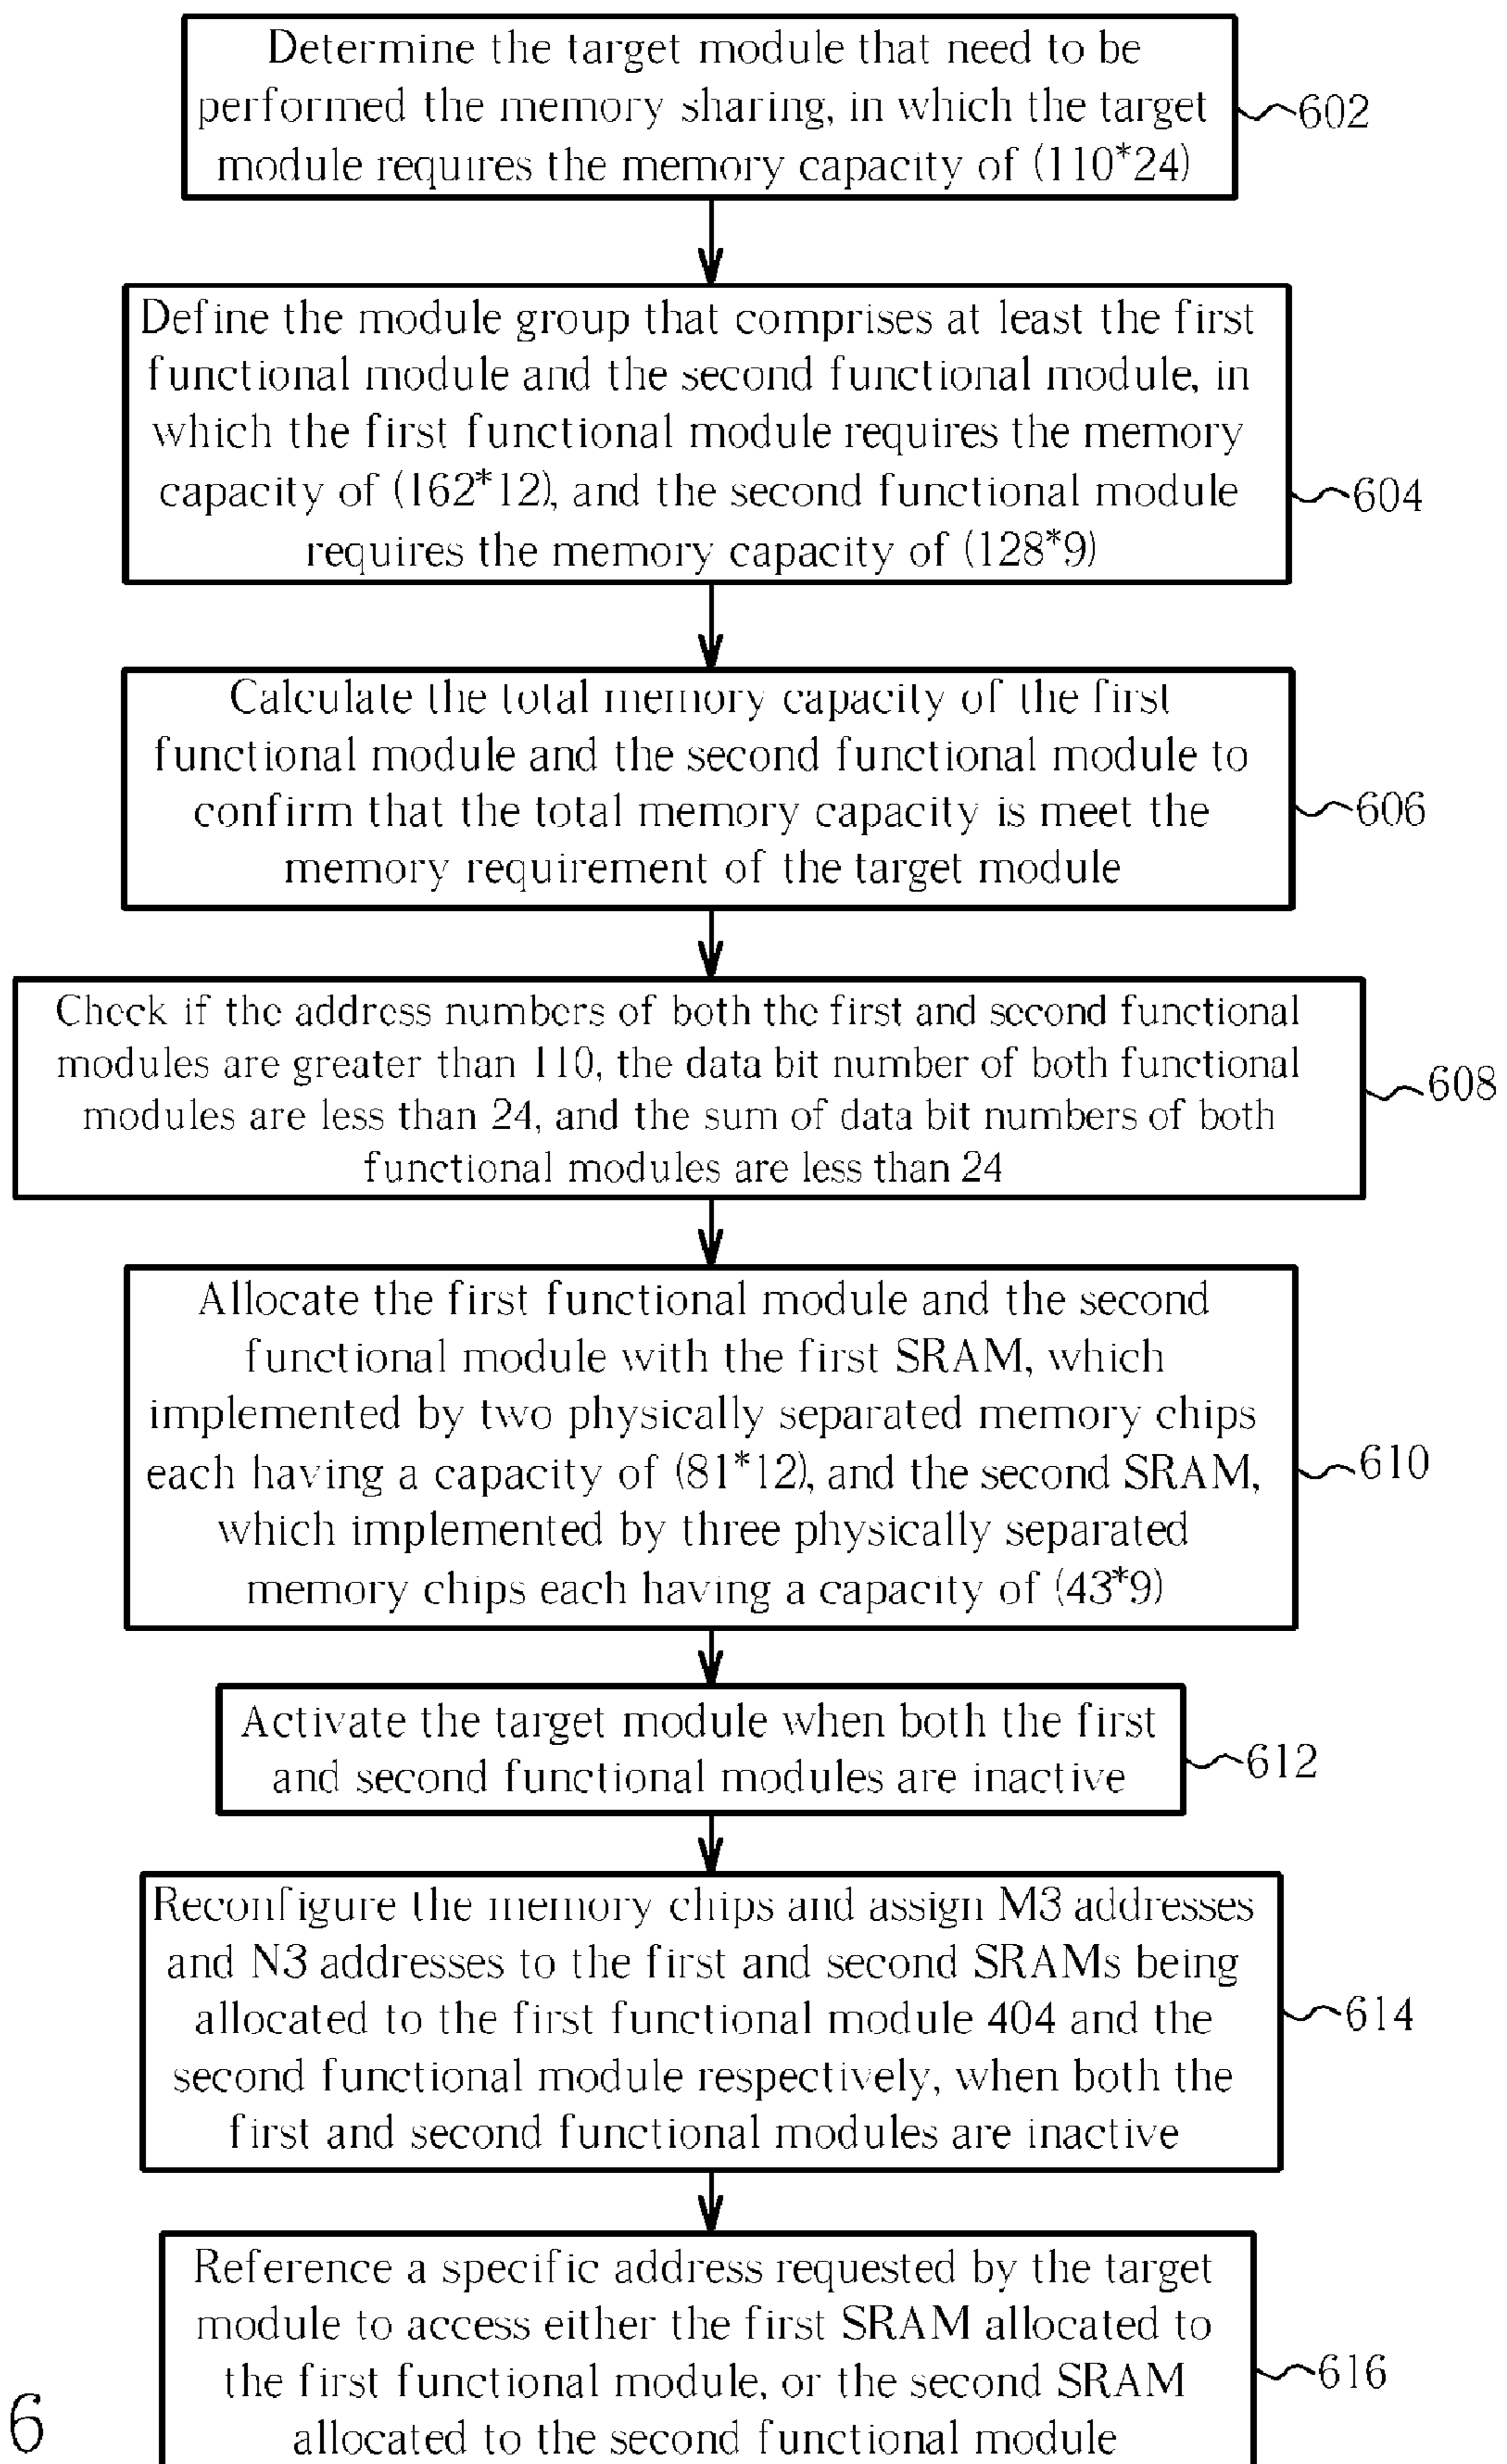 Determine the target module that need to be
performed the memory sharing, in which the target
module requires the memory capacity of (110*24)
602
Define the module group that comprises at least the first
functional module and the second functional module, in
which the first functional module requires the memory
capacity of (162*12), and the second functional module
requires the memory capacity of (128*9)
604
Calculate the total memory capacity of the first
functional module and the second functional module to
confirm that the total memory capacity is meet the
memory requirement of the target module
606
Check if the address numbers of both the first and second functional
modules are greater than 110, the data bit number of both functional
modules are less than 24, and the sum of data bit numbers of both
functional modules are less than 24
608
Allocate the first functional module and the second
functional module with the first SRAM, which
implemented by two physically separated memory chips
each having a capacity of (81*12), and the second SRAM,
which implemented by three physically separated
memory chips each having a capacity of (43*9)
610
Activate the target module when both the first
and second functional modules are inactive
612
Reconfigure the memory chips and assign M3 addresses
and N3 addresses to the first and second SRAMs being
allocated to the first functional module 404 and the
second functional module respectively, when both the
first and second functional modules are inactive
614
Reference a specific address requested by the target
module to access either the first SRAM allocated to
the first functional module, or the second SRAM
allocated to the second functional module
616
6